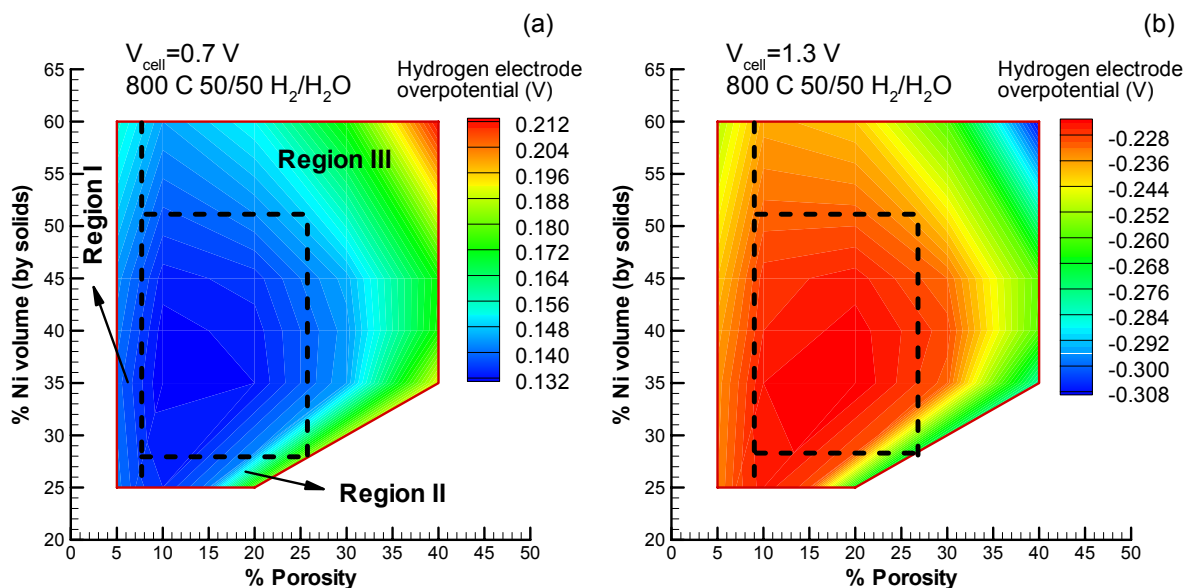 (a)
V_cell=0.7 V
800 C 50/50 H₂/H₂O
Hydrogen electrode
overpotential (V)
0.212
0.204
0.196
0.188
0.180
0.172
0.164
0.156
0.148
0.140
0.132
Region I
Region III
Region II
65
60
55
50
45
40
35
30
25
20
% Ni volume (by solids)
0 5 10 15 20 25 30 35 40 45 50
% Porosity
(b)
V_cell=1.3 V
800 C 50/50 H₂/H₂O
Hydrogen electrode
overpotential (V)
-0.228
-0.236
-0.244
-0.252
-0.260
-0.268
-0.276
-0.284
-0.292
-0.300
-0.308
65
60
55
50
45
40
35
30
25
20
% Ni volume (by solids)
0 5 10 15 20 25 30 35 40 45 50
% Porosity